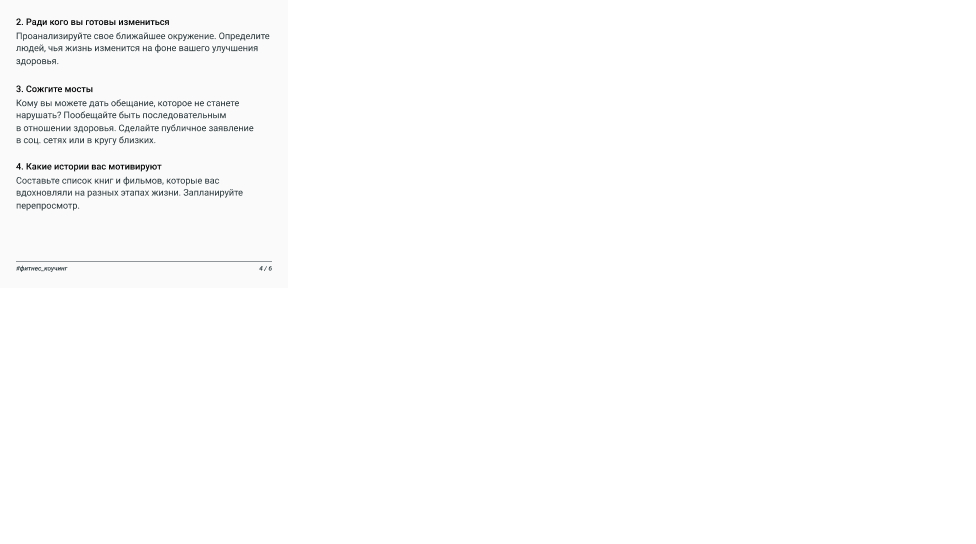 2. Ради кого вы готовы измениться
Проанализируйте свое ближайшее окружение. Определите
людей, чья жизнь изменится на фоне вашего улучшения
здоровья.
3. Сожгите мосты
Кому вы можете дать обещание, которое не станете
нарушать? Пообещайте быть последовательным
в отношении здоровья. Сделайте публичное заявление
в соц. сетях или в кругу близких.
4. Какие истории вас мотивируют
Составьте список книг и фильмов, которые вас
вдохновляли на разных этапах жизни. Запланируйте
перепросмотр.
#фитнес_коучинг 4 / 6